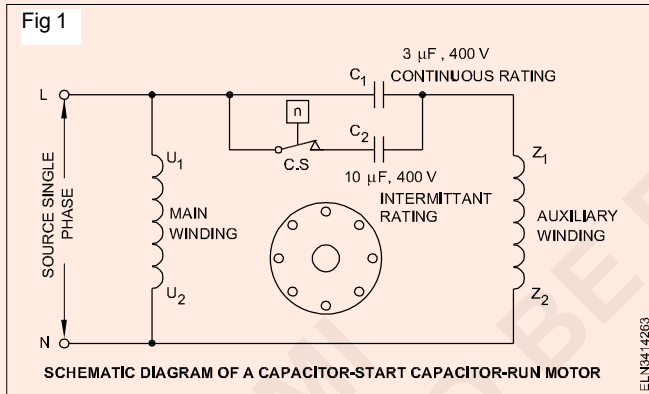 Fig 1
3 µF , 400 V
CONTINUOUS RATING
C1
L
n
C2
C.S
10 µF, 400 V
INTERMITTANT
RATING
U1
MAIN
WINDING
U2
Z1
AUXILIARY
WINDING
Z2
SOURCE SINGLE
PHASE
N
SCHEMATIC DIAGRAM OF A CAPACITOR-START CAPACITOR-RUN MOTOR
ELN3414263